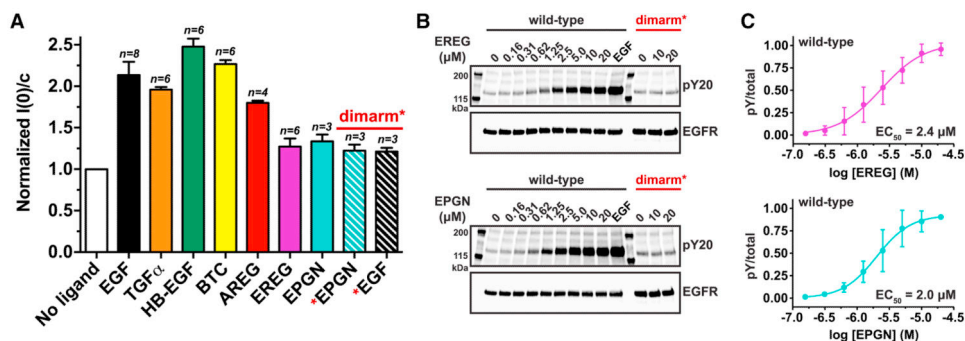 A
Normalized I(0)/c
2.5
2.0
1.5
1.0
0.5
0.0
n=8
n=6
n=6
n=6
n=4
n=6
n=3
n=3
n=3
dimarm*
No ligand
EGF
TGFα
HB-EGF
BTC
AREG
EREG
EPGN
*EPGN
*EGF
B
wild-type
dimarm*
EREG
(µM)
0 0.16 0.31 0.62 1.25 2.5 5.0 10 20 EGF 0 10 20
200
115
kDa
pY20
EGFR
wild-type
dimarm*
EPGN
(µM)
0 0.16 0.31 0.62 1.25 2.5 5.0 10 20 EGF 0 10 20
200
115
kDa
pY20
EGFR
C
wild-type
pY/total
1.00
0.75
0.50
0.25
0.00
EC50 = 2.4 µM
-7.0 -6.5 -6.0 -5.5 -5.0 -4.5
log [EREG] (M)
wild-type
pY/total
1.00
0.75
0.50
0.25
0.00
EC50 = 2.0 µM
-7.0 -6.5 -6.0 -5.5 -5.0 -4.5
log [EPGN] (M)